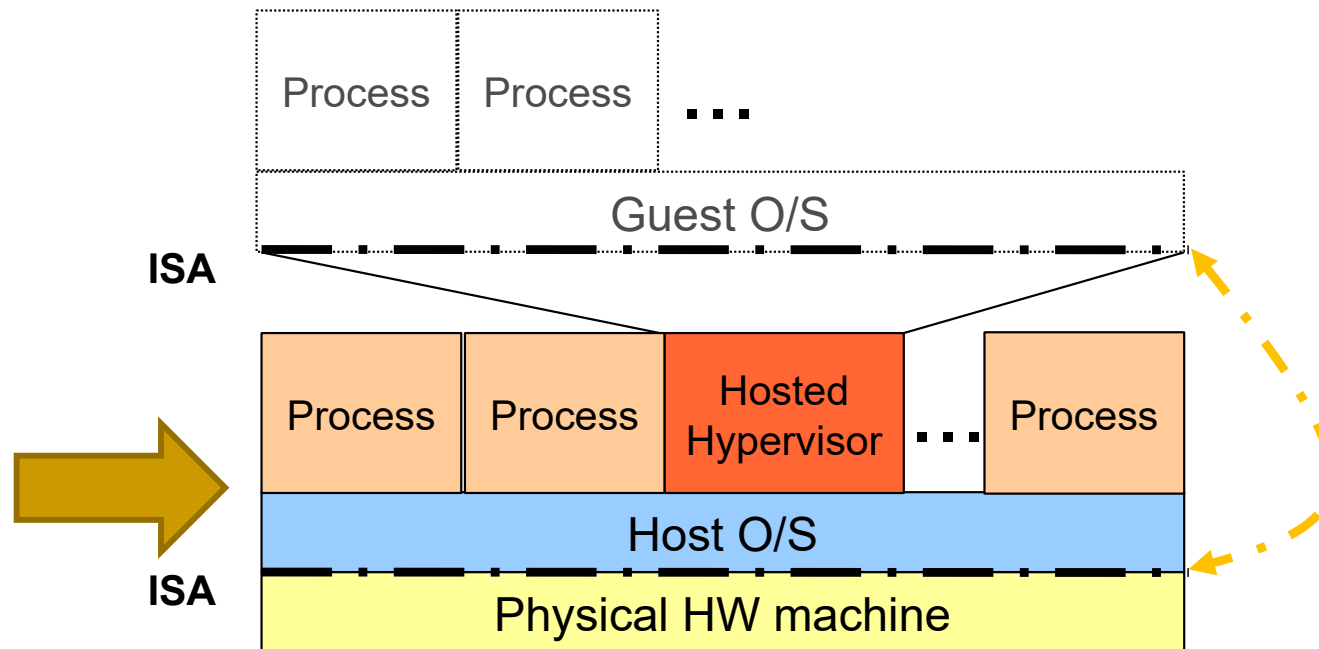 Process Process ...
Guest O/S
ISA
Process Process Hosted Hypervisor .... Process
Host O/S
ISA
Physical HW machine